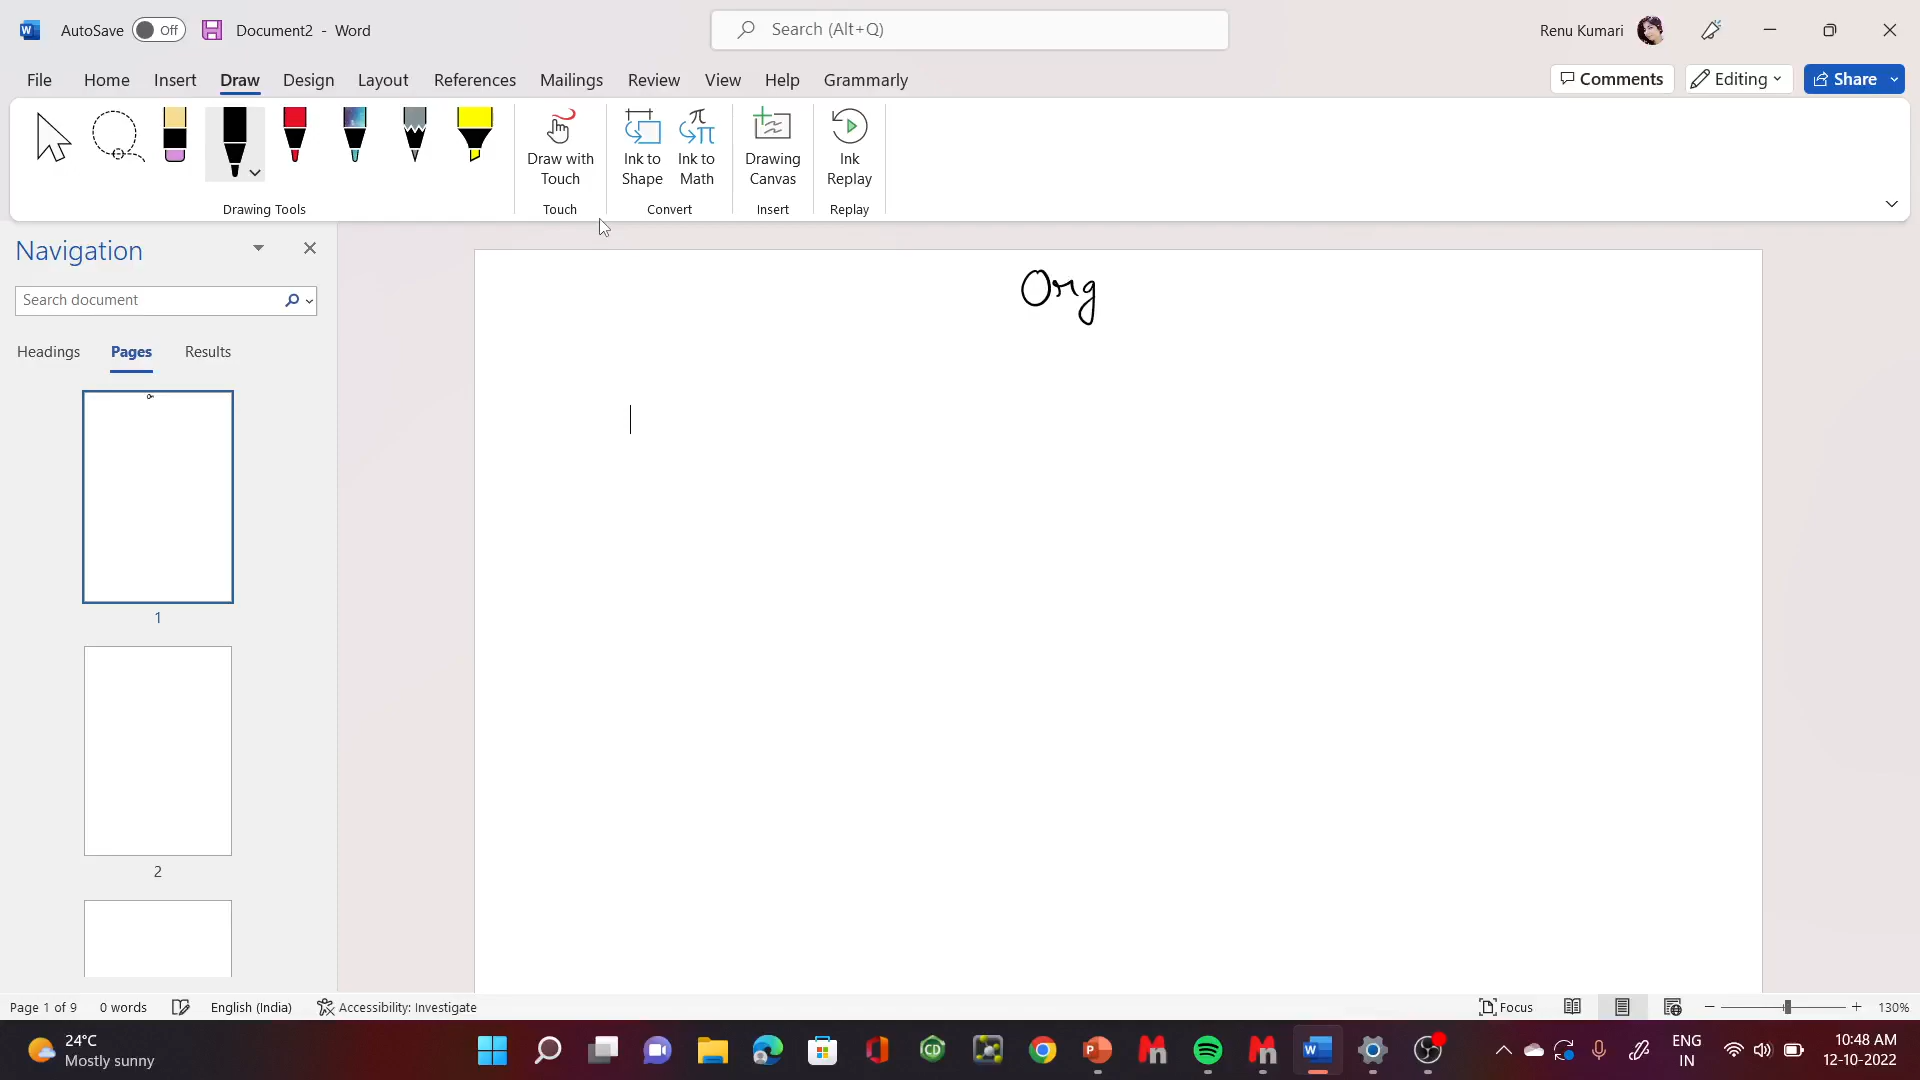 AutoSave Off Document2 - Word Search (Alt+Q) Renu Kumari
File Home Insert Draw Design Layout References Mailings Review View Help Grammarly Comments Editing Share
Draw with Touch
Ink to Shape
Ink to Math
Drawing Canvas
Ink Replay
Drawing Tools Touch Convert Insert Replay
Navigation
Search document
Headings Pages Results
1
2
Org
Page 1 of 9 0 words English (India) Accessibility: Investigate Focus 130%
24°C
Mostly sunny
ENG
IN
10:48 AM
12-10-2022